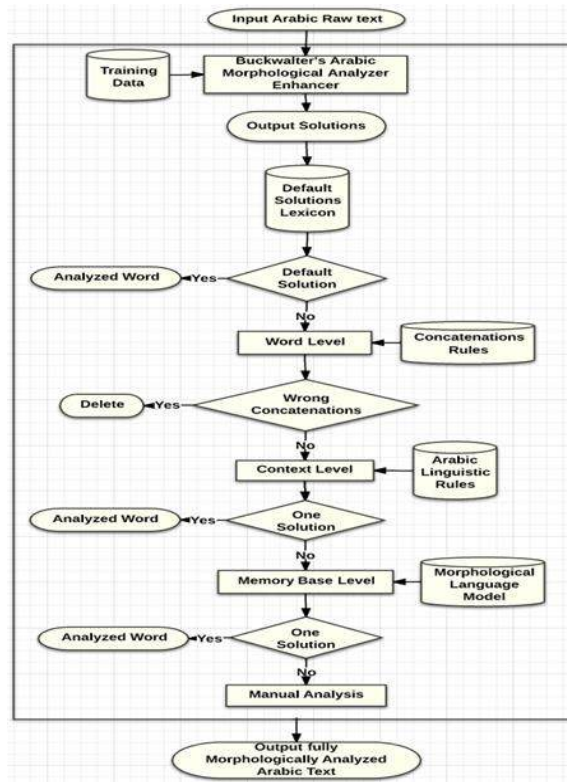 Input Arabic Raw text
Training
Data
Buckwalter's Arabic
Morphological Analyzer
Enhancer
Output Solutions
Default
Solutions
Lexicon
Default
Solution
Yes
Analyzed Word
No
Word Level
Concatenations
Rules
Wrong
Concatenations
Yes
Delete
No
Context Level
Arabic
Linguistic
Rules
One
Solution
Yes
Analyzed Word
No
Memory Base Level
Morphological
Language
Model
One
Solution
Yes
Analyzed Word
No
Manual Analysis
Output fully
Morphologically Analyzed
Arabic Text